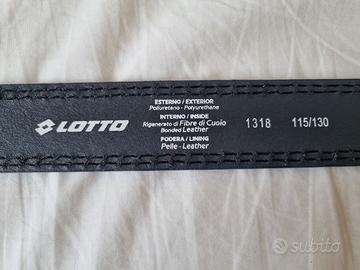 LOTTO
ESTERNO / EXTERIOR
Poliuretano - Polyurethane
INTERNO / INSIDE
Rigenerato di Fibre di Cuoio
Bonded Leather
FODERA / LINING
Pelle - Leather
1318 115/130
subito